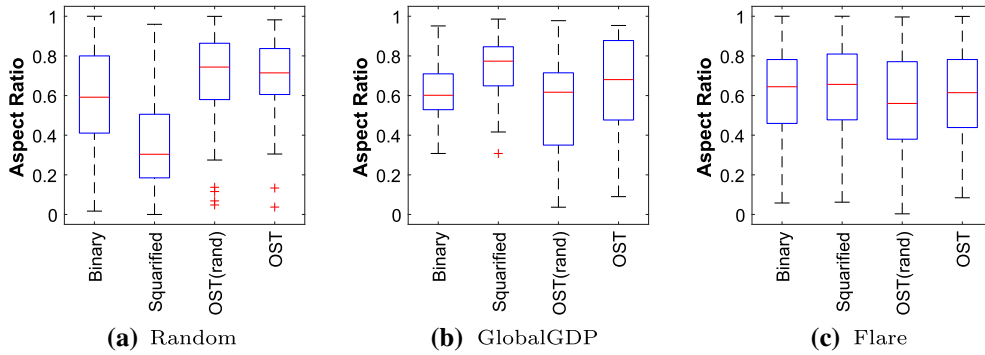 Aspect Ratio
1
0.8
0.6
0.4
0.2
0
Binary
Squarified
OST(rand)
OST
(a) Random
Aspect Ratio
1
0.8
0.6
0.4
0.2
0
Binary
Squarified
OST(rand)
OST
(b) GlobalGDP
Aspect Ratio
1
0.8
0.6
0.4
0.2
0
Binary
Squarified
OST(rand)
OST
(c) Flare